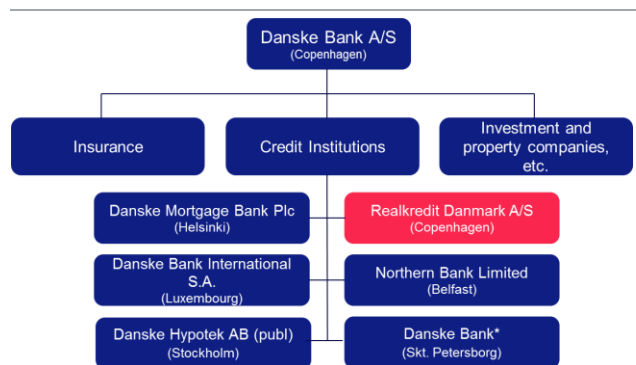 Danske Bank A/S
(Copenhagen)
Insurance
Credit Institutions
Investment and
property companies,
etc.
Danske Mortgage Bank Plc
(Helsinki)
Realkredit Danmark A/S
(Copenhagen)
Danske Bank International
S.A.
(Luxembourg)
Northern Bank Limited
(Belfast)
Danske Hypotek AB (publ)
(Stockholm)
Danske Bank*
(Skt. Petersborg)